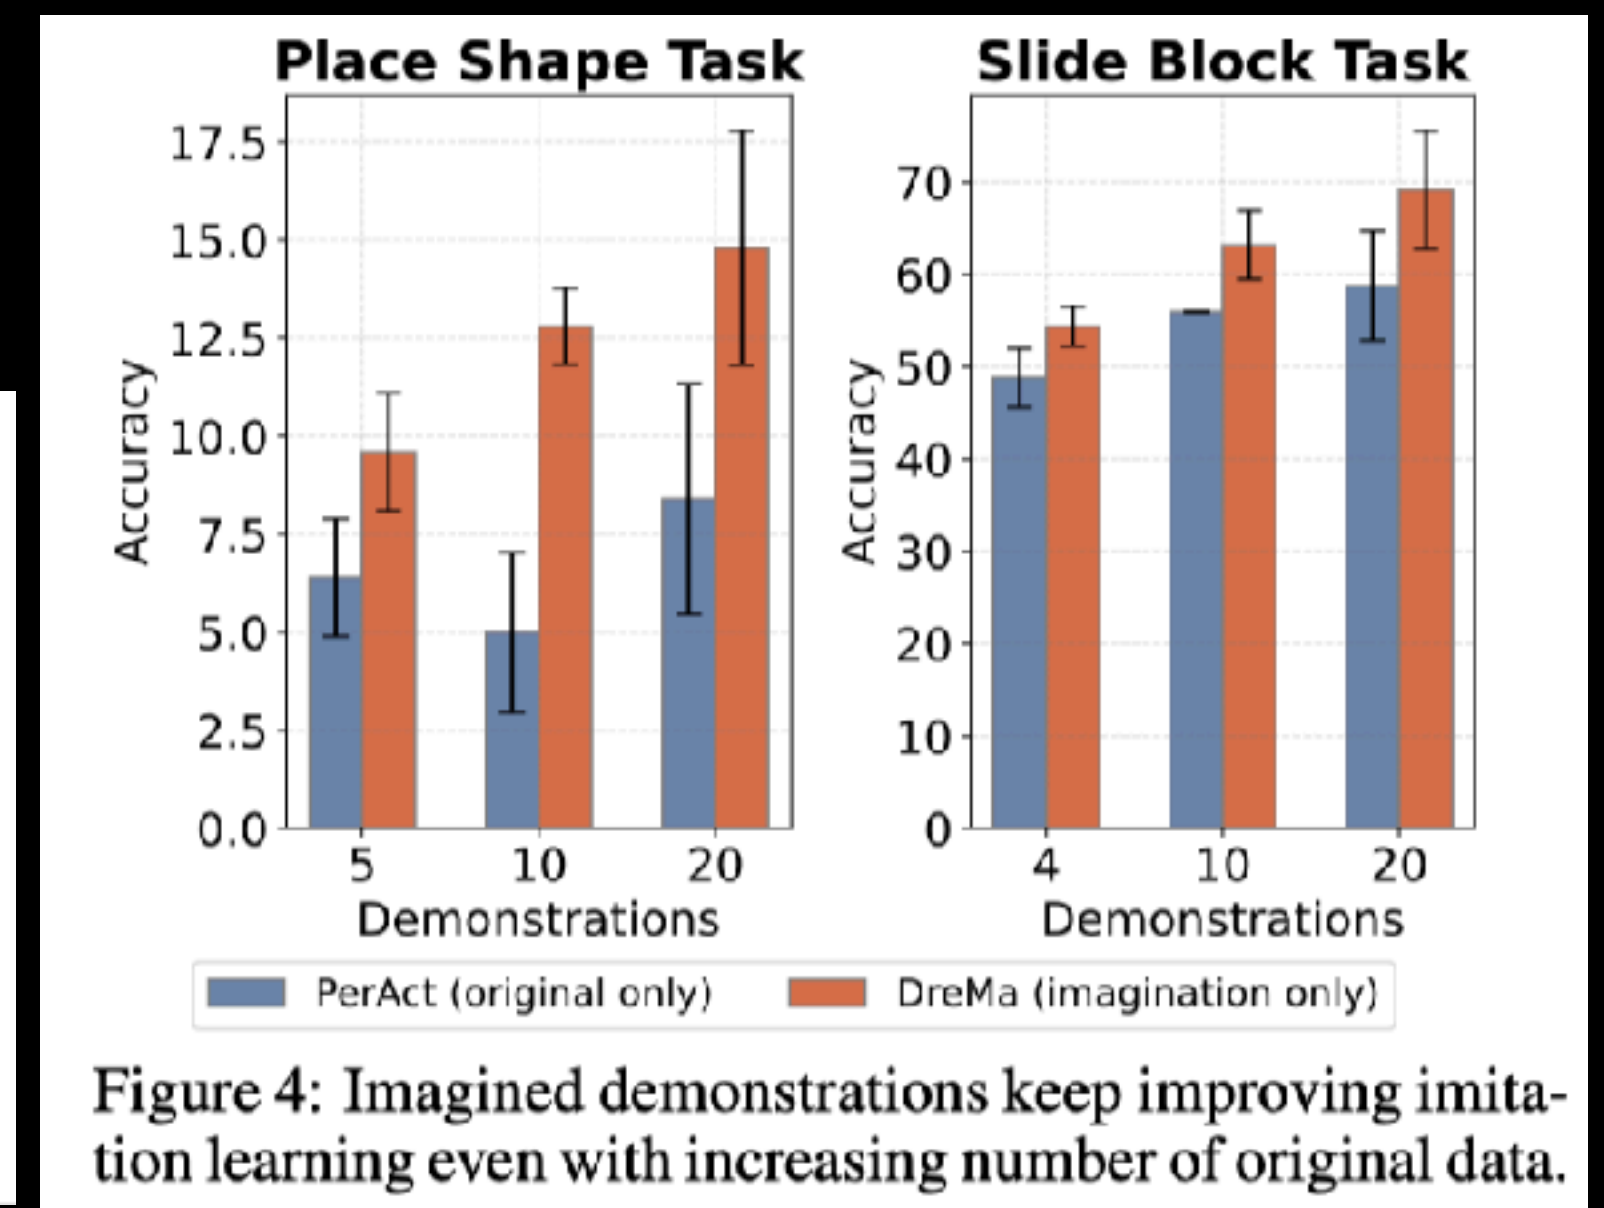 Place Shape Task
17.5
15.0
12.5
10.0
7.5
5.0
2.5
0.0
Accuracy
5 10 20
Demonstrations
Slide Block Task
70
60
50
40
30
20
10
0
Accuracy
4 10 20
Demonstrations
PerAct (original only) DreMa (imagination only)
Figure 4: Imagined demonstrations keep improving imita-
tion learning even with increasing number of original data.